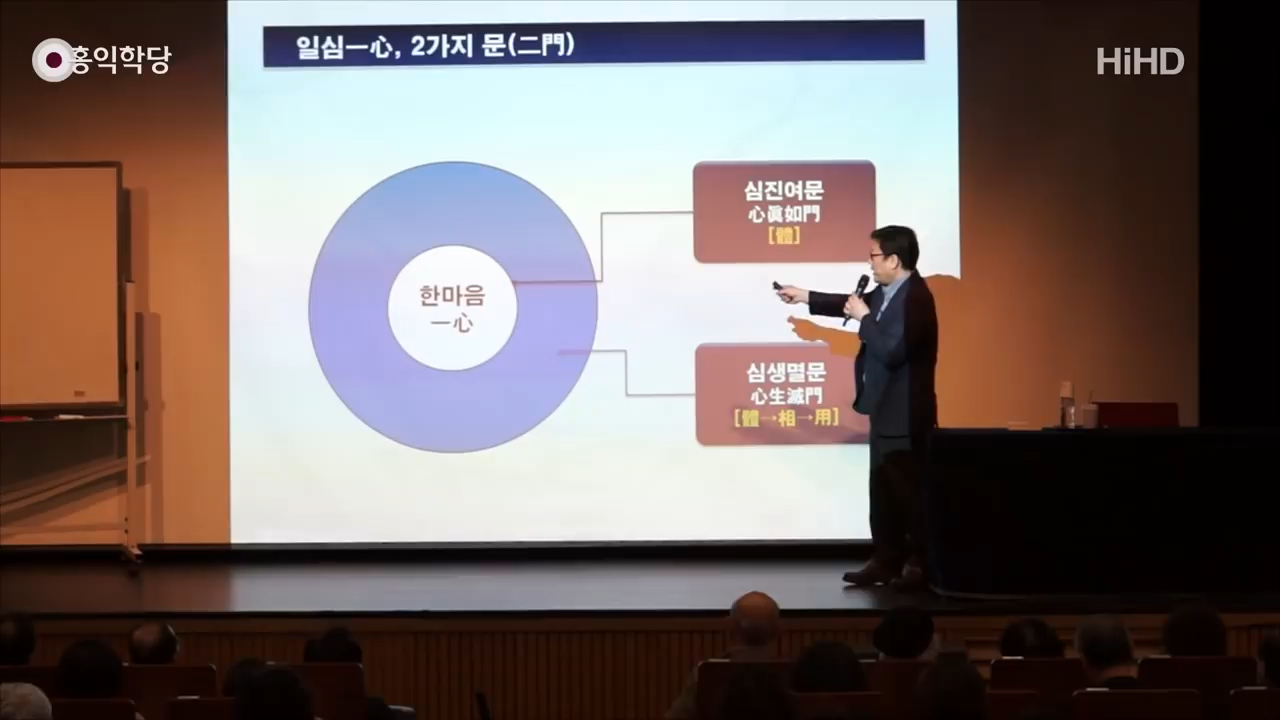 홍익학당
HiHD
일심一心, 2가지 문(二門)
한마음
一心
심진여문
心眞如門
[體]
심생멸문
心生滅門
[體→相→用]